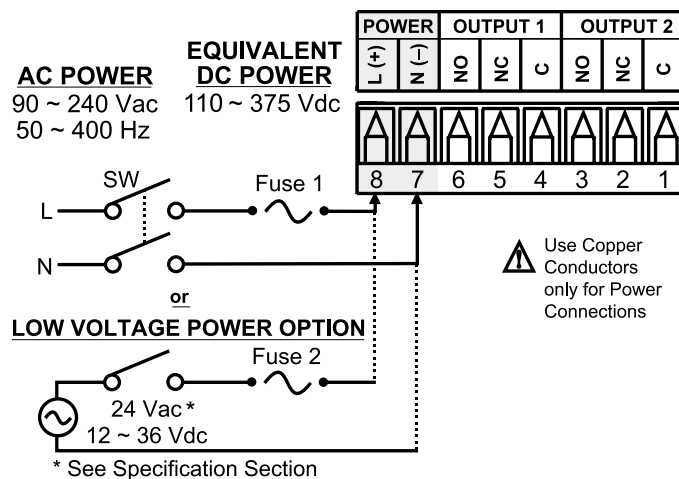 POWER OUTPUT 1 OUTPUT 2
L (+) N (–) NO NC C NO NC C
8 7 6 5 4 3 2 1
AC POWER
90 ~ 240 Vac
50 ~ 400 Hz
EQUIVALENT
DC POWER
110 ~ 375 Vdc
SW
Fuse 1
L
N
or
LOW VOLTAGE POWER OPTION
Fuse 2
24 Vac *
12 ~ 36 Vdc
* See Specification Section
Use Copper
Conductors
only for Power
Connections